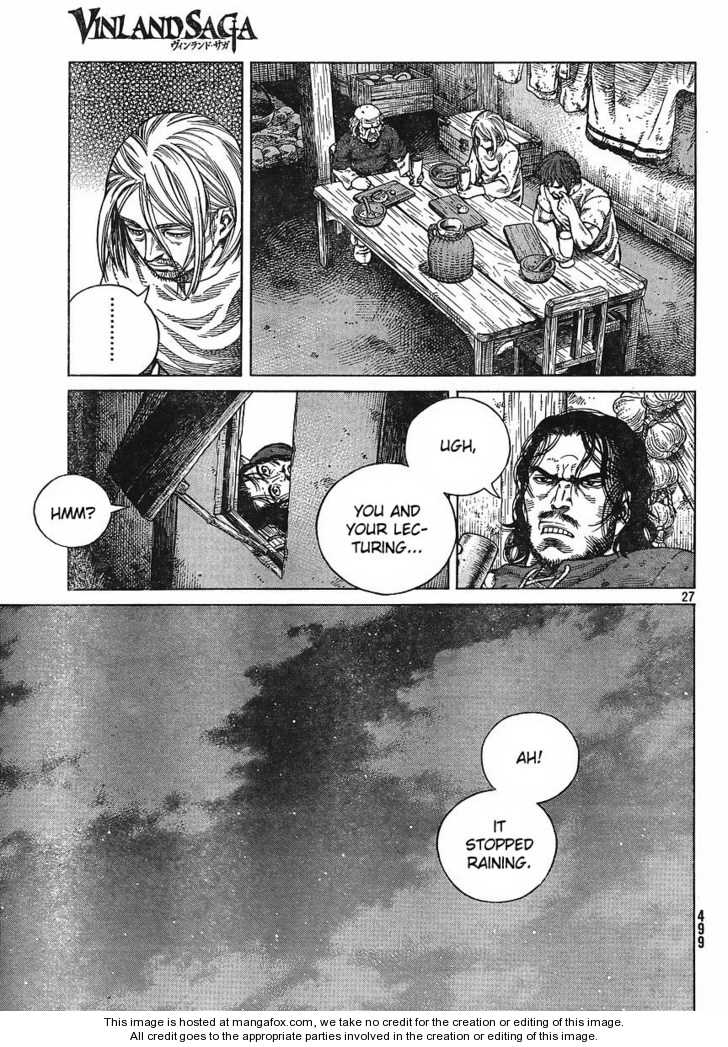 VINLAND SAGA
ヴィンランド・サガ
.........
UGH,
YOU AND
YOUR LEC-
TURING...
HMM?
27
AH!
IT
STOPPED
RAINING.
499
This image is hosted at mangafox.com, we take no credit for the creation or editing of this image.
All credit goes to the appropriate parties involved in the creation or editing of this image.